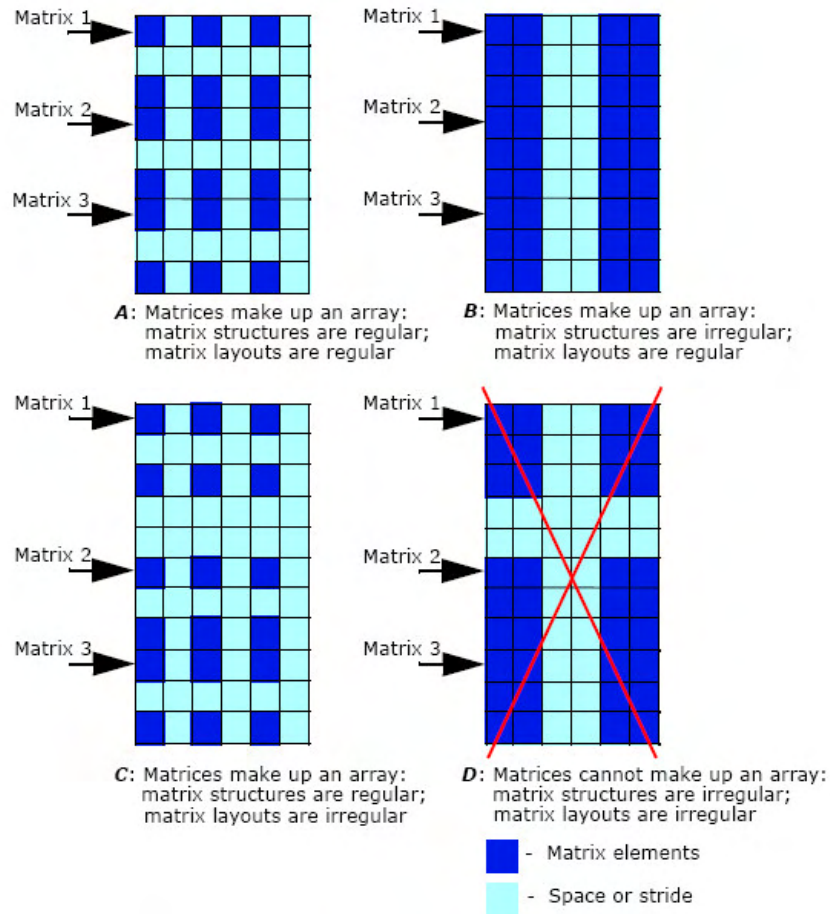 Matrix 1
Matrix 2
Matrix 3
A: Matrices make up an array:
matrix structures are regular;
matrix layouts are regular
Matrix 1
Matrix 2
Matrix 3
B: Matrices make up an array:
matrix structures are irregular;
matrix layouts are regular
Matrix 1
Matrix 2
Matrix 3
C: Matrices make up an array:
matrix structures are regular;
matrix layouts are irregular
Matrix 1
Matrix 2
Matrix 3
D: Matrices cannot make up an array:
matrix structures are irregular;
matrix layouts are irregular
- Matrix elements
- Space or stride